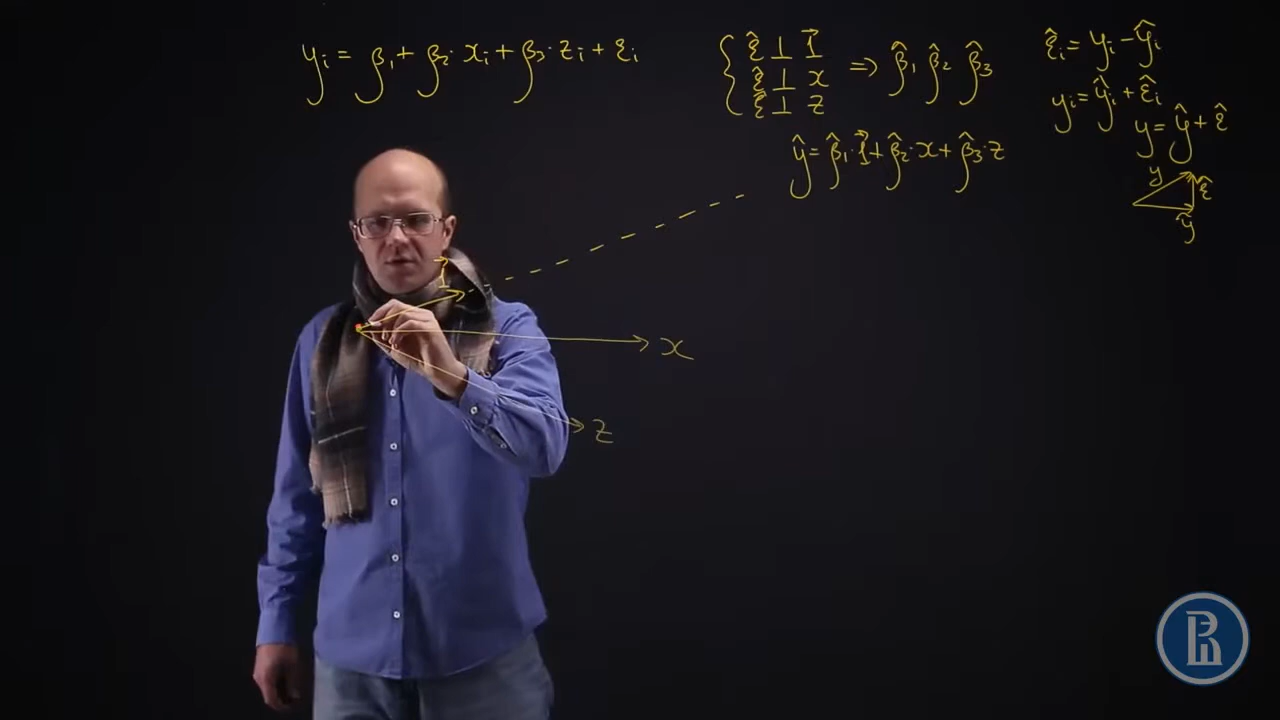 yᵢ = β₁ + β₂·xᵢ + β₃·zᵢ + εᵢ
{ ε̂ ⊥ 1⃗
ε̂ ⊥ x ⇒ β̂₁ β̂₂ β̂₃
ε̂ ⊥ z
ŷ = β̂₁·1⃗ + β̂₂·x + β̂₃·z
ε̂ᵢ = yᵢ − ŷᵢ
yᵢ = ŷᵢ + ε̂ᵢ
y = ŷ + ε̂
y
ε̂
ŷ
1⃗
x
z